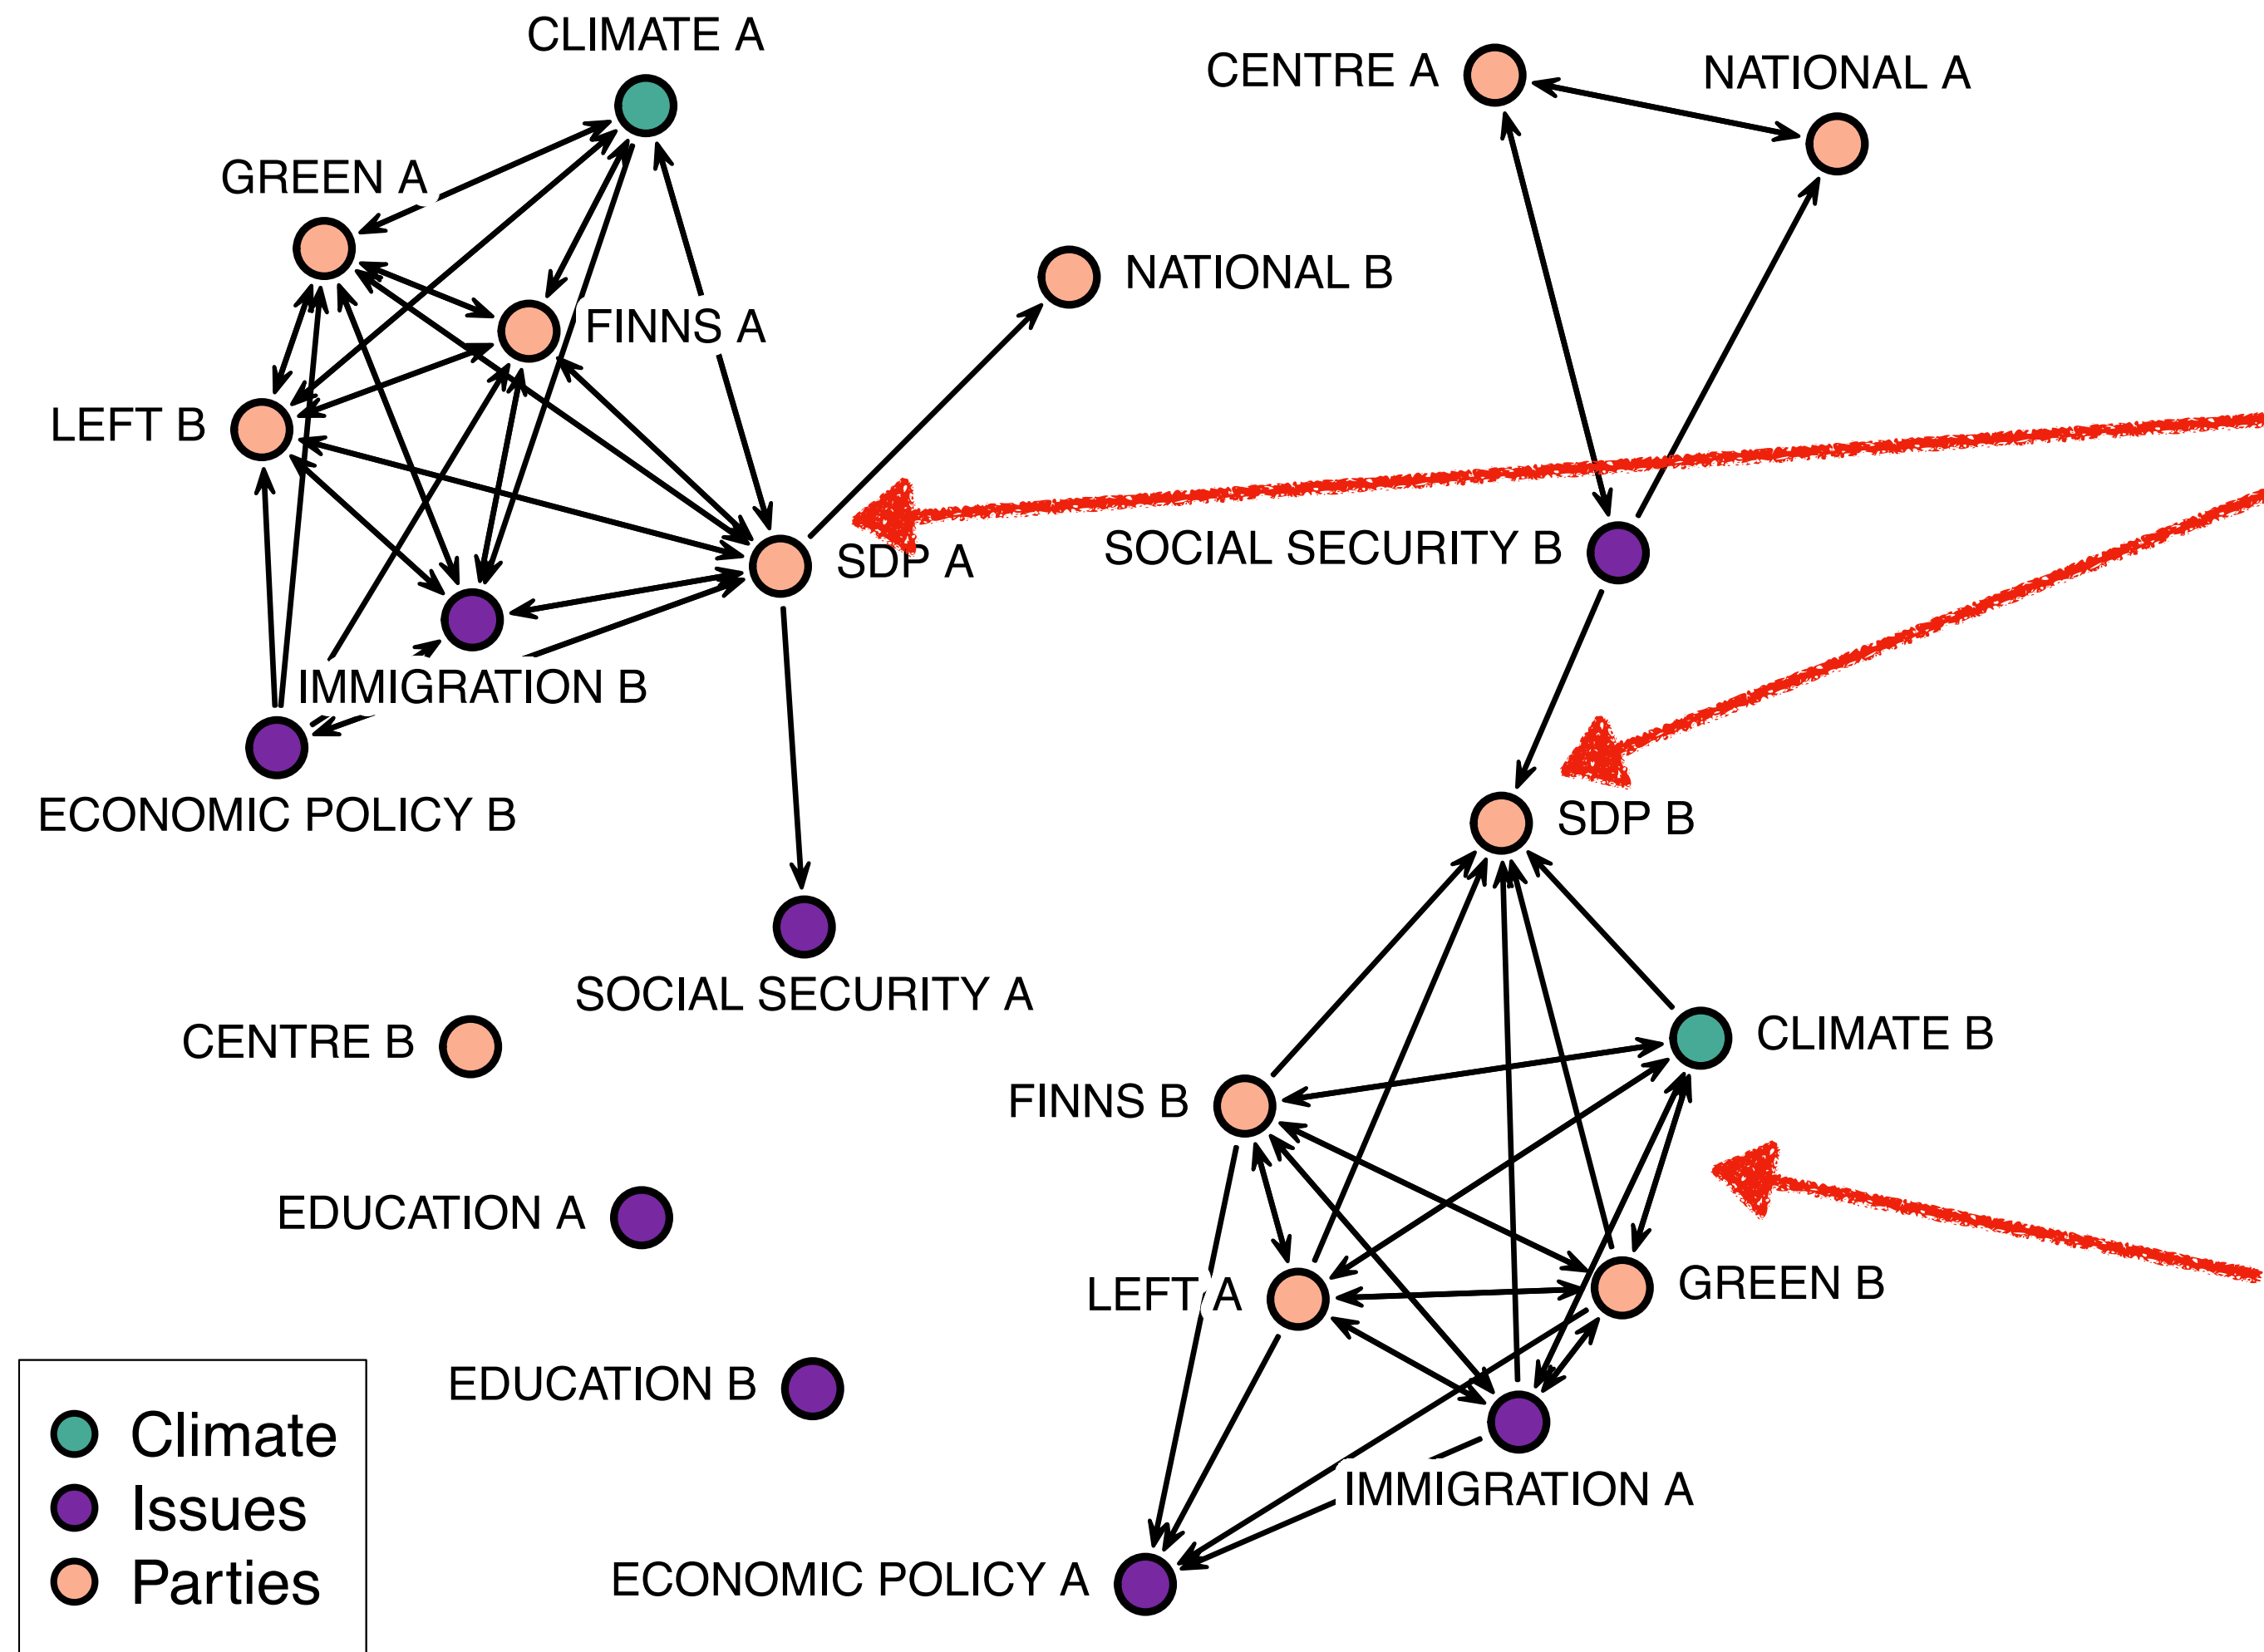 CLIMATE A
CENTRE A
NATIONAL A
GREEN A
NATIONAL B
FINNS A
LEFT B
SOCIAL SECURITY B
SDP A
IMMIGRATION B
ECONOMIC POLICY B
SDP B
SOCIAL SECURITY A
CENTRE B
CLIMATE B
FINNS B
EDUCATION A
LEFT A
GREEN B
EDUCATION B
IMMIGRATION A
ECONOMIC POLICY A
Climate
Issues
Parties